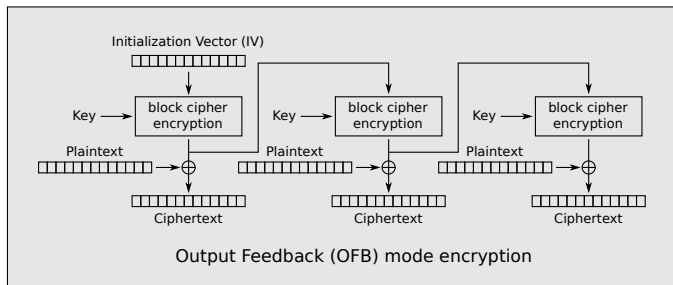 Initialization Vector (IV)
Key
block cipher
encryption
Key
block cipher
encryption
Key
block cipher
encryption
Plaintext
Plaintext
Plaintext
Ciphertext
Ciphertext
Ciphertext
Output Feedback (OFB) mode encryption